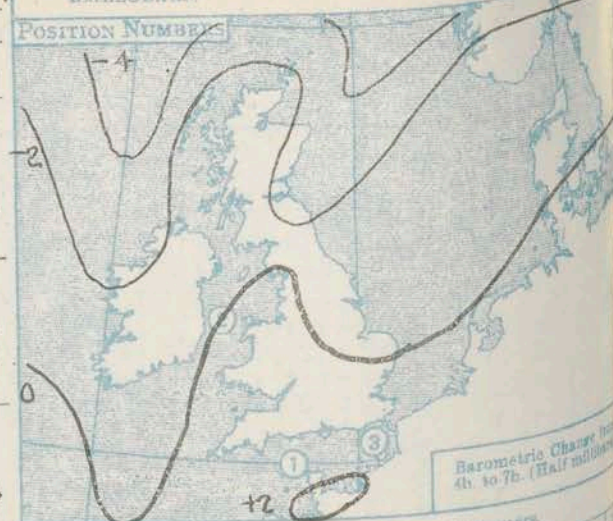 POSITION NUMBERS
-4
-2
0
3
1
+2
Barometric Change
4h. to 7h. (Half